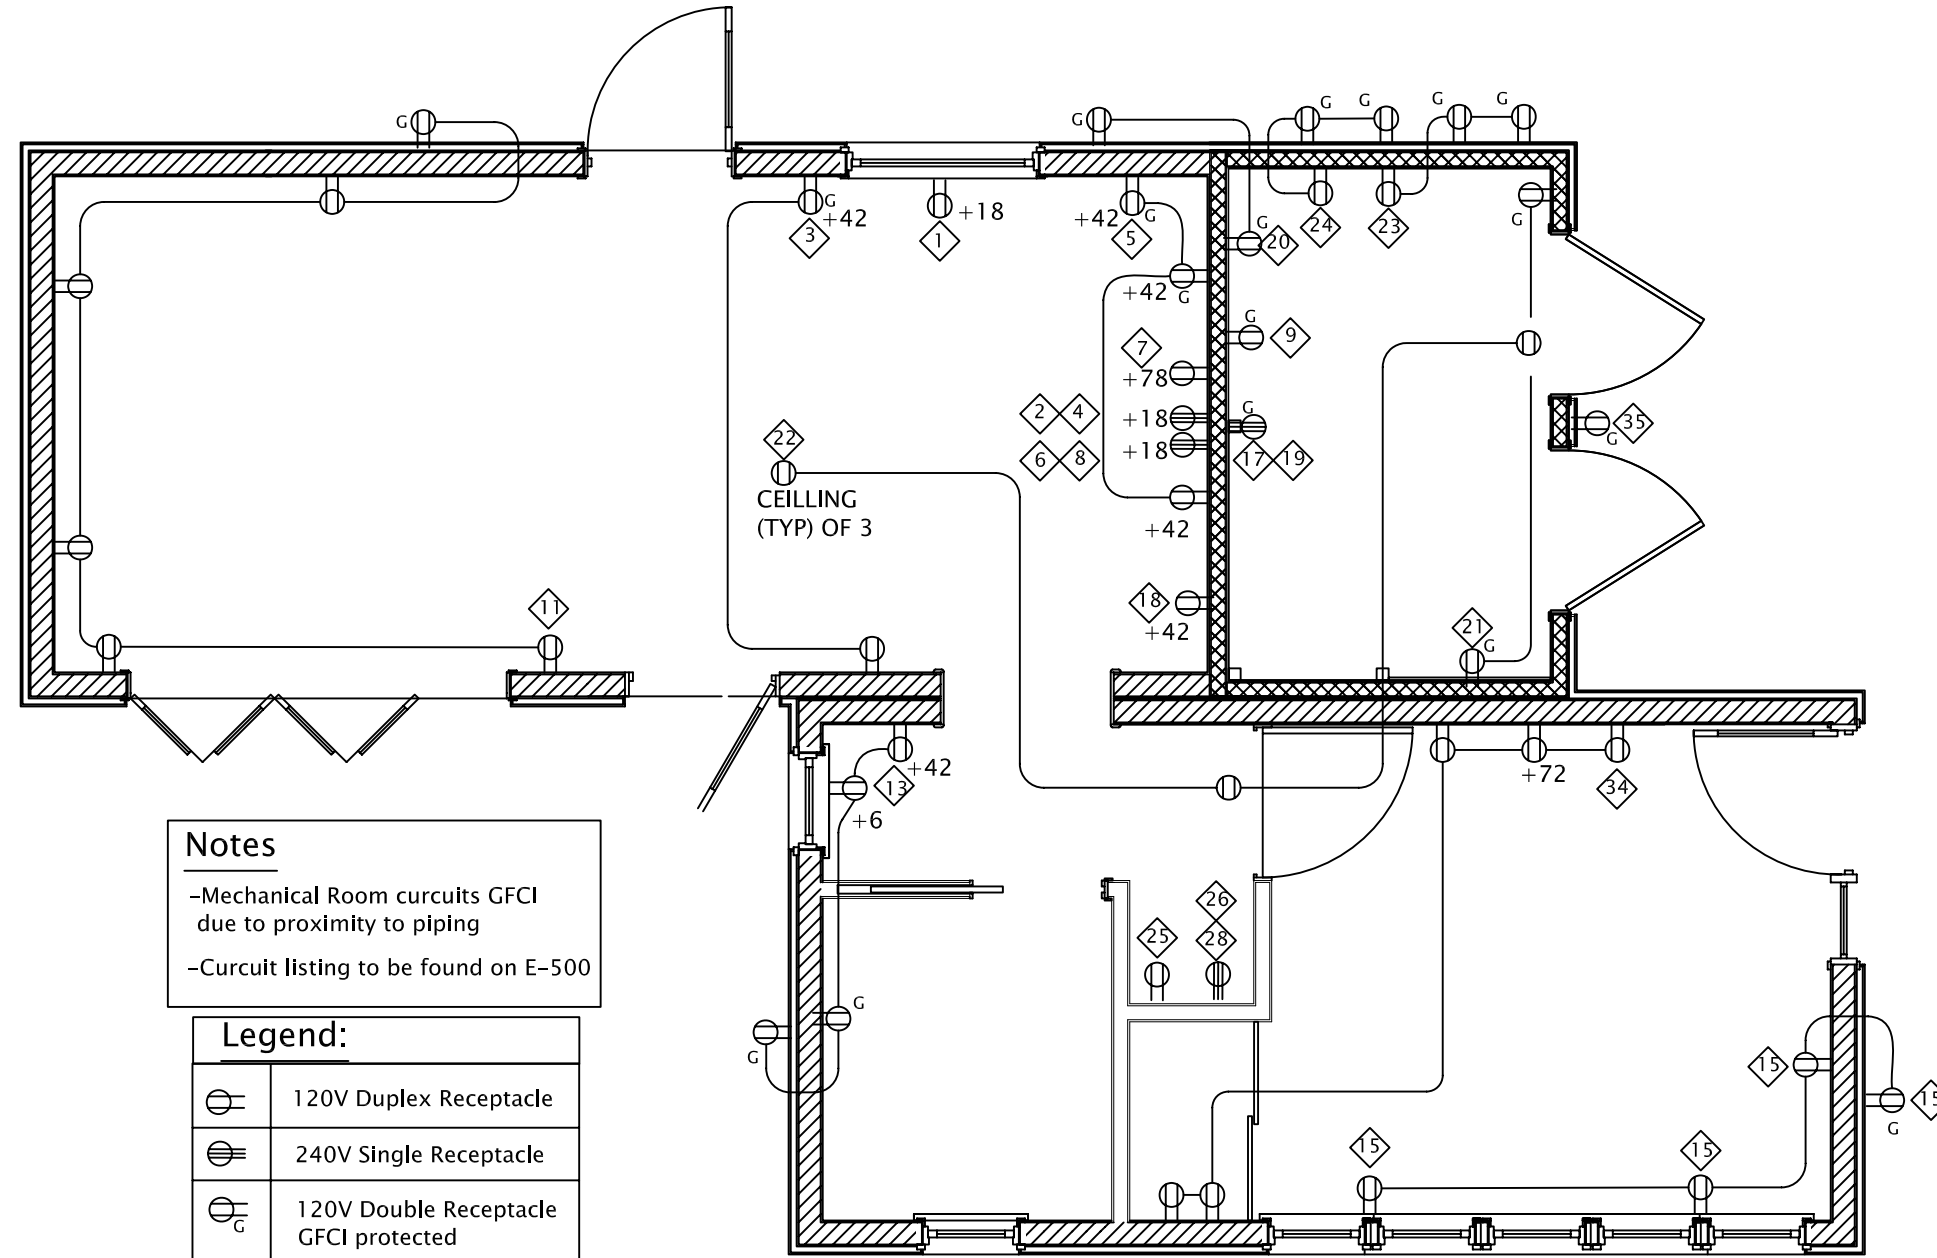 G
G
G
G
G
G
G +42
3
+18
1
+42 G
5
20
24
23
G
+42 G
G
9
7
+78
2 4
+18
G
+18
6 8
17 19
G 35
22
CEILLING
(TYP) OF 3
+42
18
+42
11
21
G
+42
13
+6
+72
34
26
25
28
G
G
15
15
G
15
15
Notes
-Mechanical Room curcuits GFCI
due to proximity to piping
-Curcuit listing to be found on E-500
Legend:
120V Duplex Receptacle
240V Single Receptacle
G
120V Double Receptacle
GFCI protected